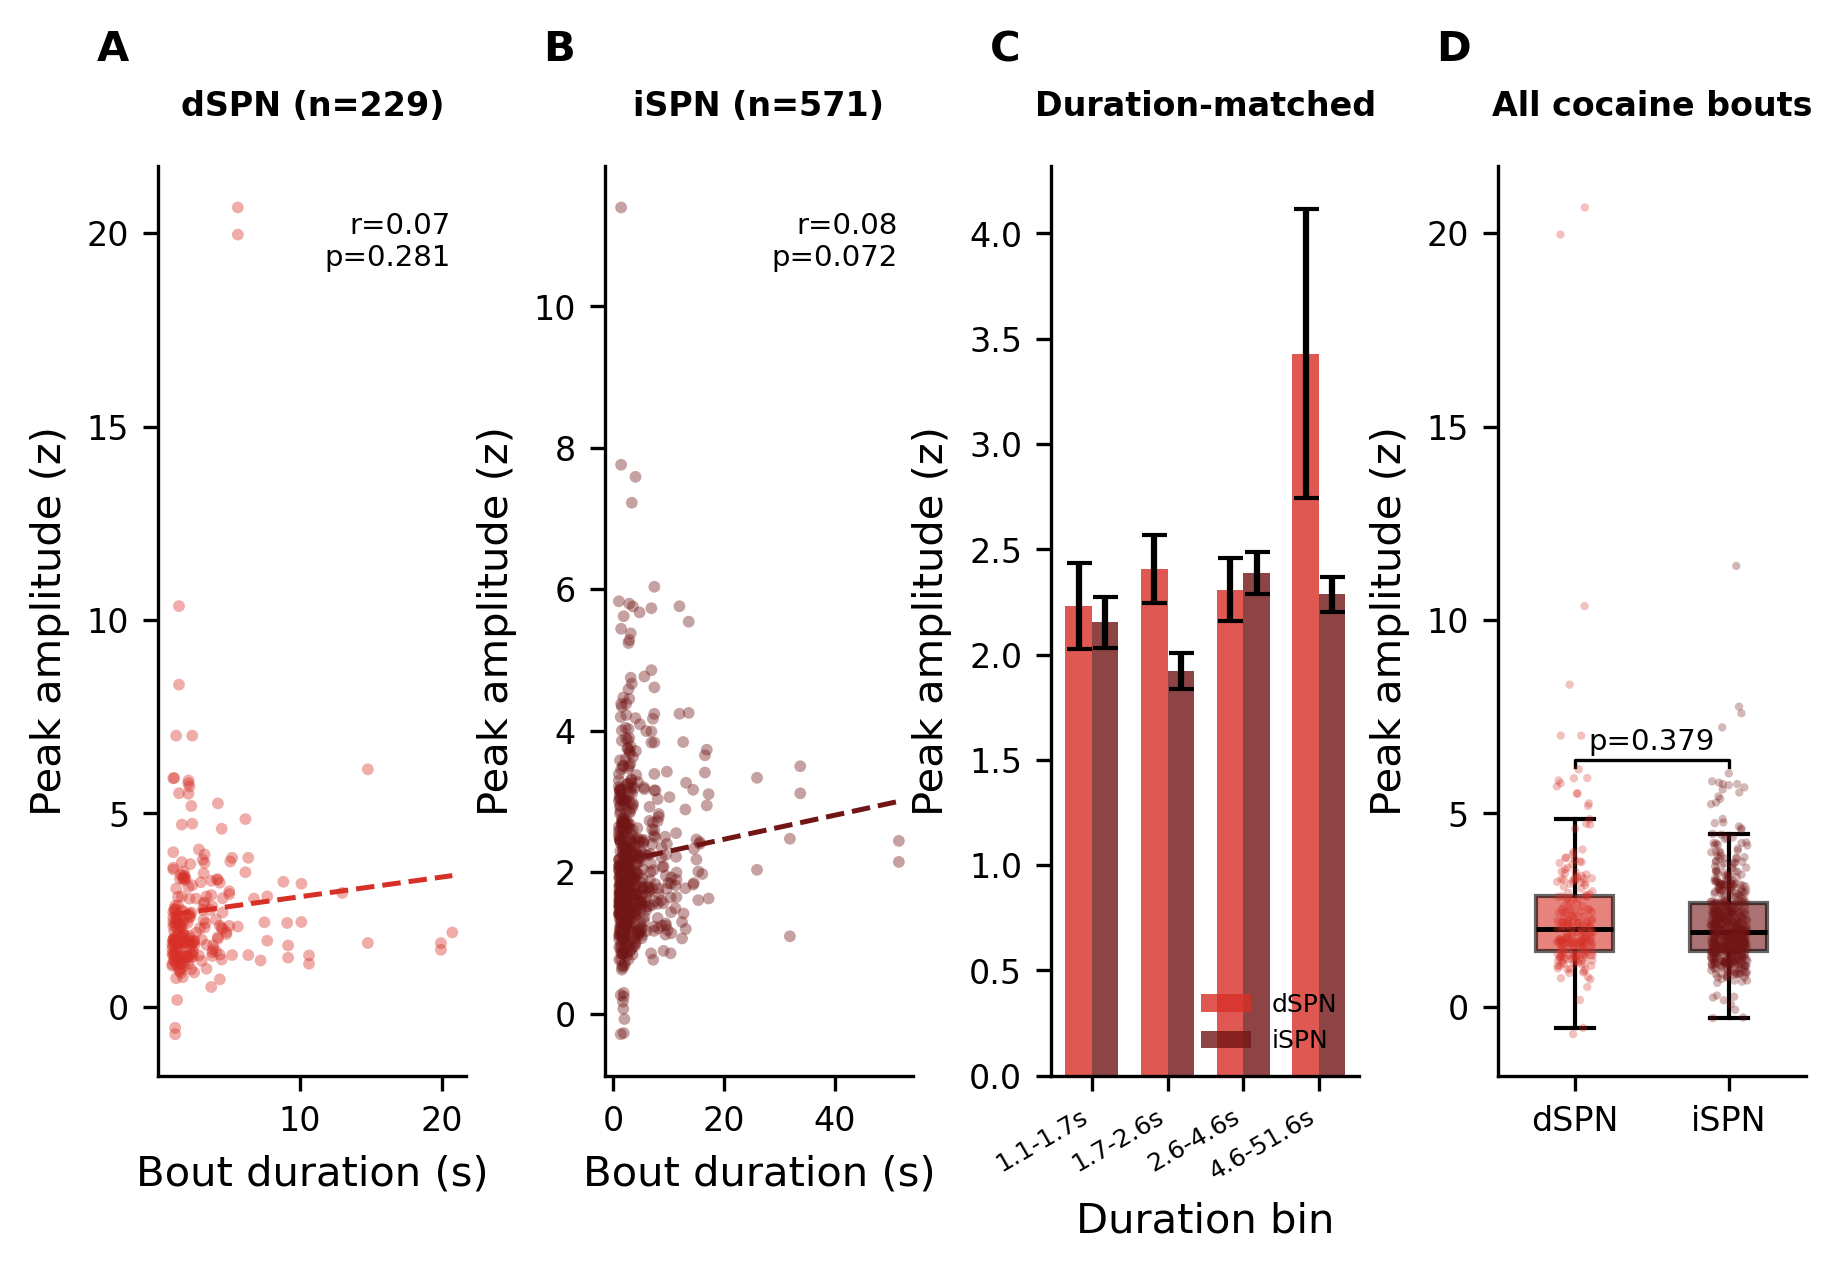 A
dSPN (n=229)
r=0.07
p=0.281
20
15
10
5
0
Peak amplitude (z)
10
20
Bout duration (s)
B
iSPN (n=571)
r=0.08
p=0.072
10
8
6
4
2
0
Peak amplitude (z)
0
20
40
Bout duration (s)
C
Duration-matched
4.0
3.5
3.0
2.5
2.0
1.5
1.0
0.5
0.0
Peak amplitude (z)
dSPN
iSPN
1.1-1.7s
1.7-2.6s
2.6-4.6s
4.6-51.6s
Duration bin
D
All cocaine bouts
20
15
10
5
0
Peak amplitude (z)
p=0.379
dSPN
iSPN